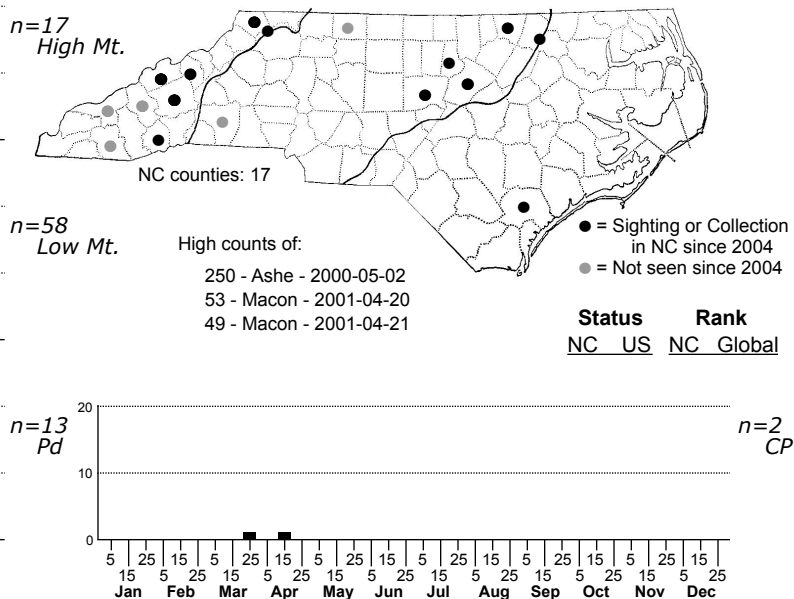 n=17
High Mt.
NC counties: 17
n=58
Low Mt.
High counts of:
250 - Ashe - 2000-05-02
53 - Macon - 2001-04-20
49 - Macon - 2001-04-21
= Sighting or Collection
in NC since 2004
= Not seen since 2004
Status Rank
NC US NC Global
n=13
Pd
20
10
0
n=2
CP
5 25 15 5 25 15 5 25 15 5 25 15 5 25 15 5 25 15
15 5 25 15 5 25 15 5 25 15 5 25 15 5 25 15 5 25
Jan Feb Mar Apr May Jun Jul Aug Sep Oct Nov Dec